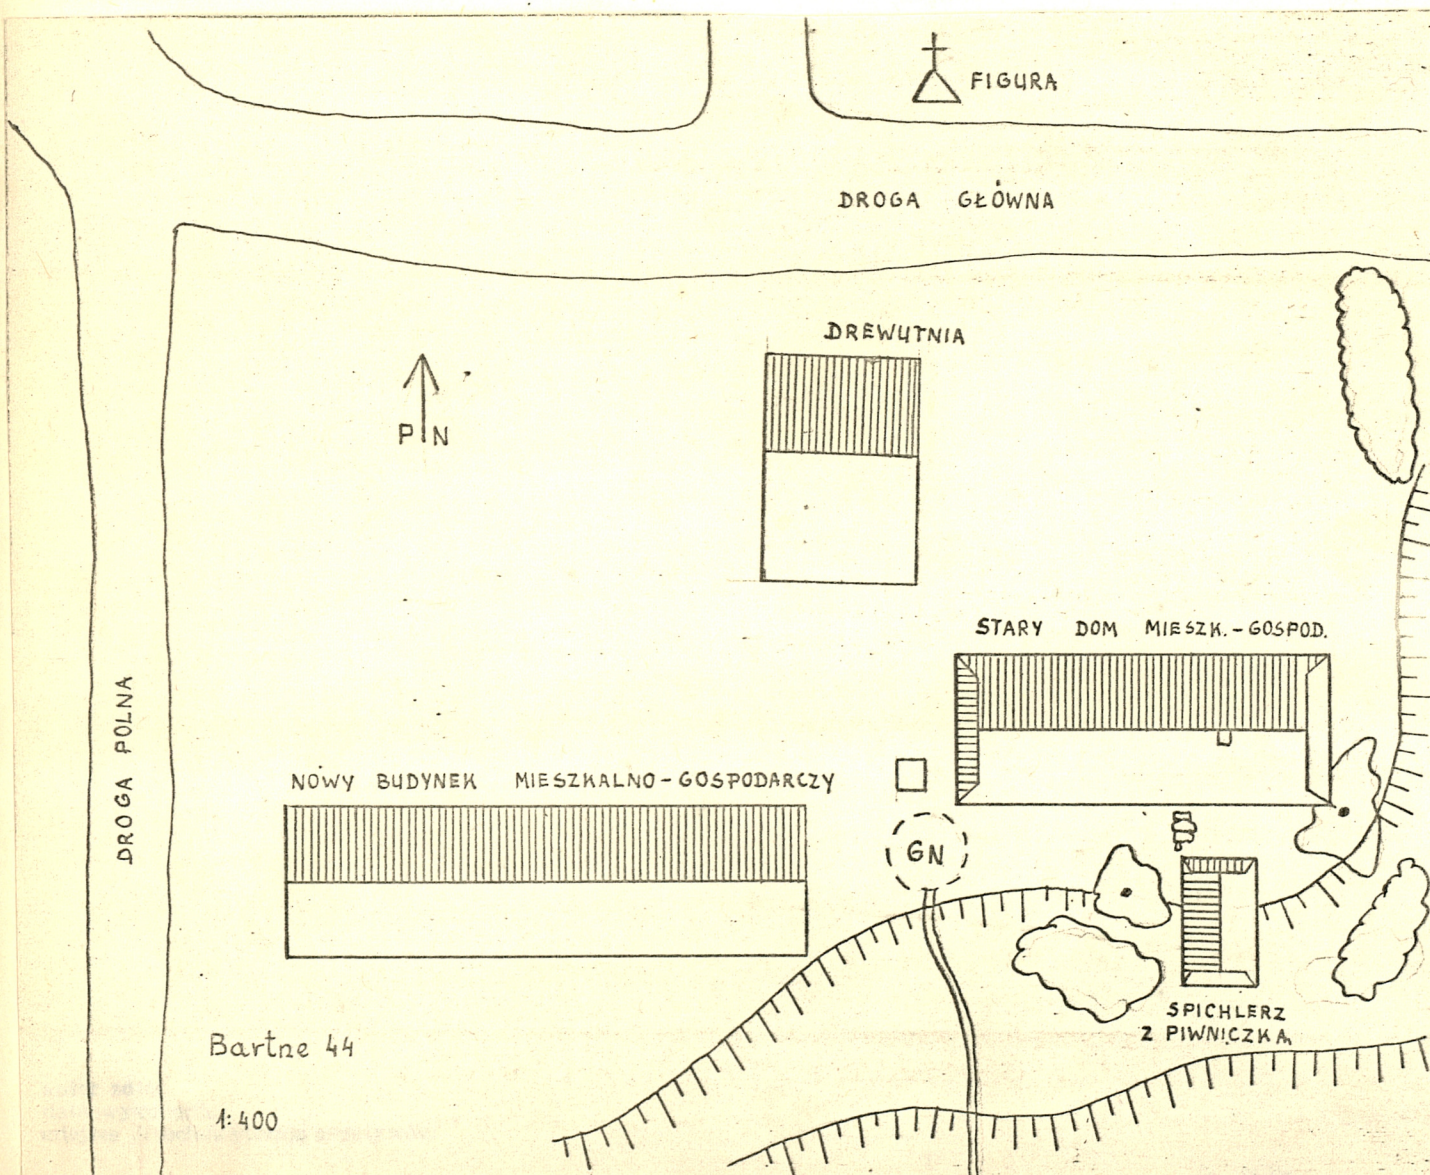 FIGURA
DROGA GŁÓWNA
DREWUTNIA
PN
STARY DOM MIESZK.-GOSPOD.
DROGA POLNA
NOWY BUDYNEK MIESZKALNO-GOSPODARCZY
GN
SPICHLERZ
Z PIWNICZKĄ
Bartne 44
1:400